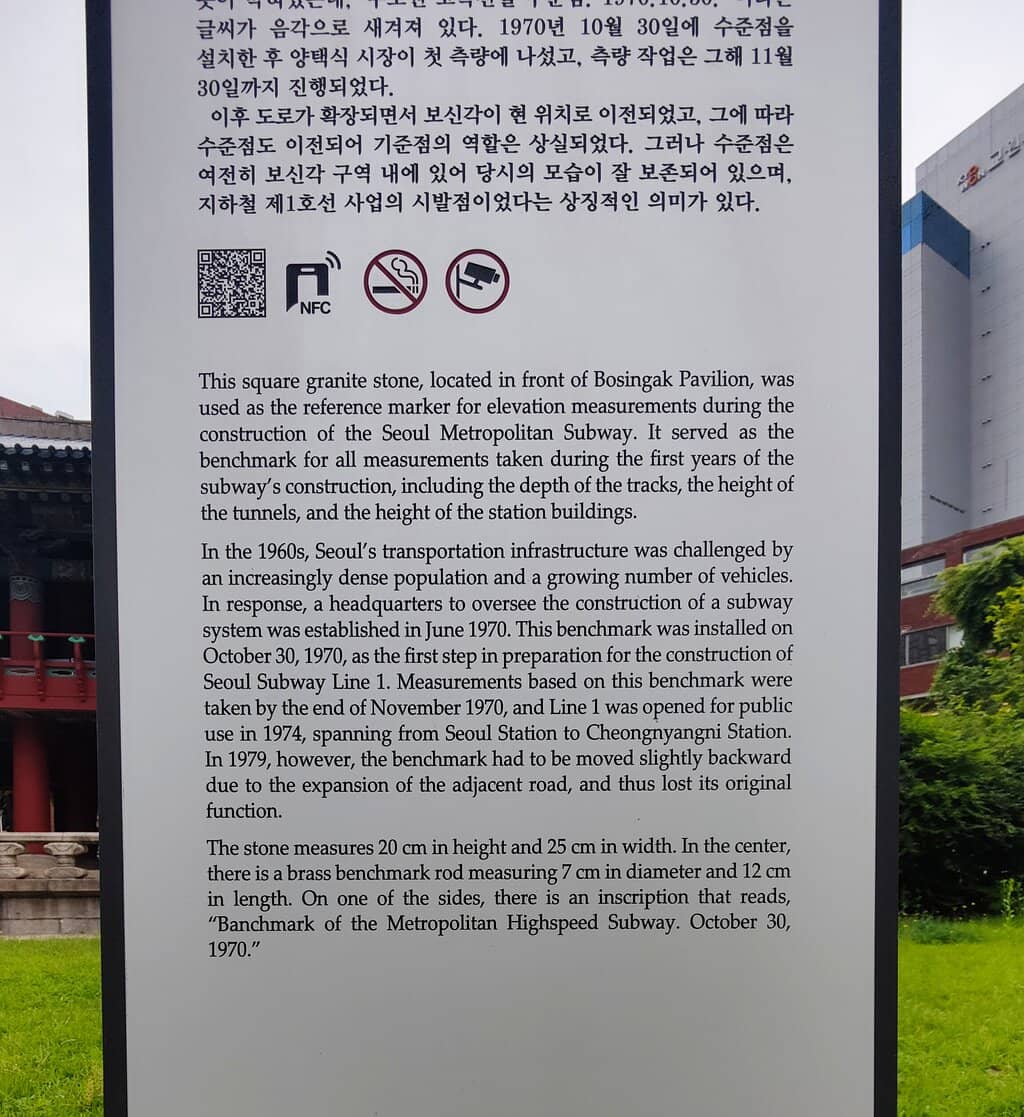 글씨가 음각으로 새겨져 있다. 1970년 10월 30일에 수준점을
설치한 후 양택식 시장이 첫 측량에 나섰고, 측량 작업은 그해 11월
30일까지 진행되었다.
이후 도로가 확장되면서 보신각이 현 위치로 이전되었고, 그에 따라
수준점도 이전되어 기준점의 역할은 상실되었다. 그러나 수준점은
여전히 보신각 구역 내에 있어 당시의 모습이 잘 보존되어 있으며,
지하철 제1호선 사업의 시발점이었다는 상징적인 의미가 있다.
NFC
This square granite stone, located in front of Bosingak Pavilion, was
used as the reference marker for elevation measurements during the
construction of the Seoul Metropolitan Subway. It served as the
benchmark for all measurements taken during the first years of the
subway's construction, including the depth of the tracks, the height of
the tunnels, and the height of the station buildings.
In the 1960s, Seoul's transportation infrastructure was challenged by
an increasingly dense population and a growing number of vehicles.
In response, a headquarters to oversee the construction of a subway
system was established in June 1970. This benchmark was installed on
October 30, 1970, as the first step in preparation for the construction of
Seoul Subway Line 1. Measurements based on this benchmark were
taken by the end of November 1970, and Line 1 was opened for public
use in 1974, spanning from Seoul Station to Cheongnyangni Station.
In 1979, however, the benchmark had to be moved slightly backward
due to the expansion of the adjacent road, and thus lost its original
function.
The stone measures 20 cm in height and 25 cm in width. In the center,
there is a brass benchmark rod measuring 7 cm in diameter and 12 cm
in length. On one of the sides, there is an inscription that reads,
"Banchmark of the Metropolitan Highspeed Subway. October 30,
1970."